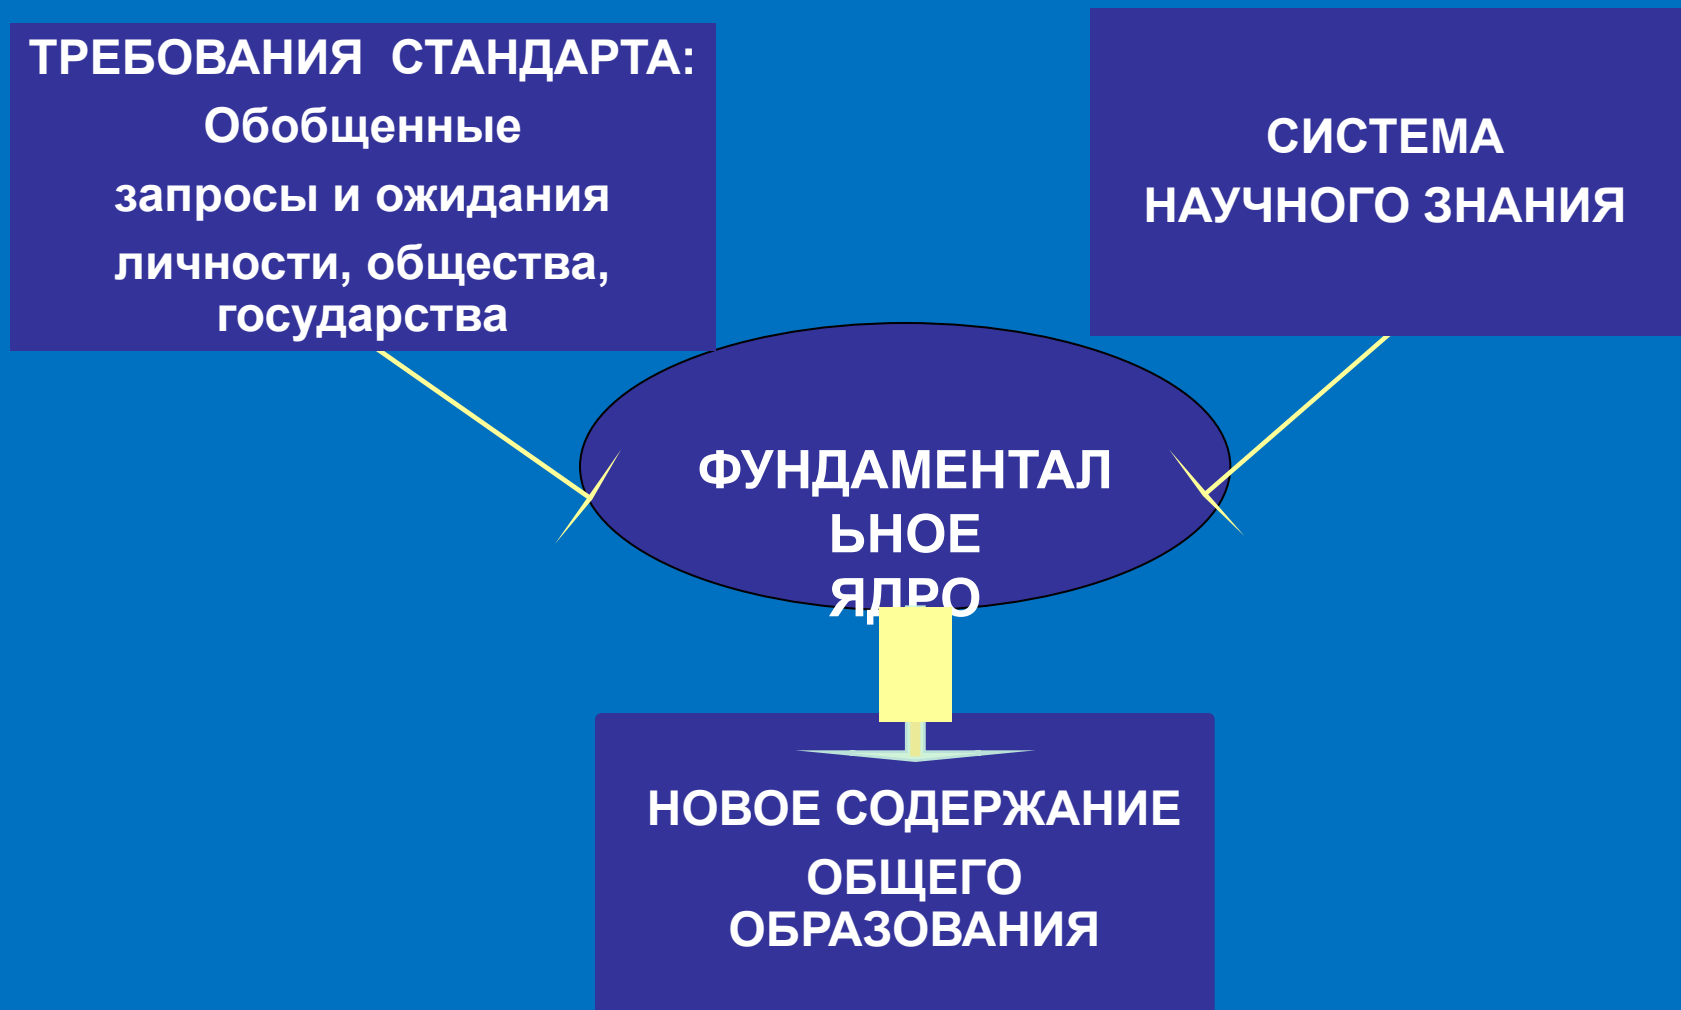 ТРЕБОВАНИЯ СТАНДАРТА:
Обобщенные
запросы и ожидания
личности, общества,
государства
СИСТЕМА
НАУЧНОГО ЗНАНИЯ
ФУНДАМЕНТАЛ
ЬНОЕ
ЯДРО
НОВОЕ СОДЕРЖАНИЕ
ОБЩЕГО
ОБРАЗОВАНИЯ